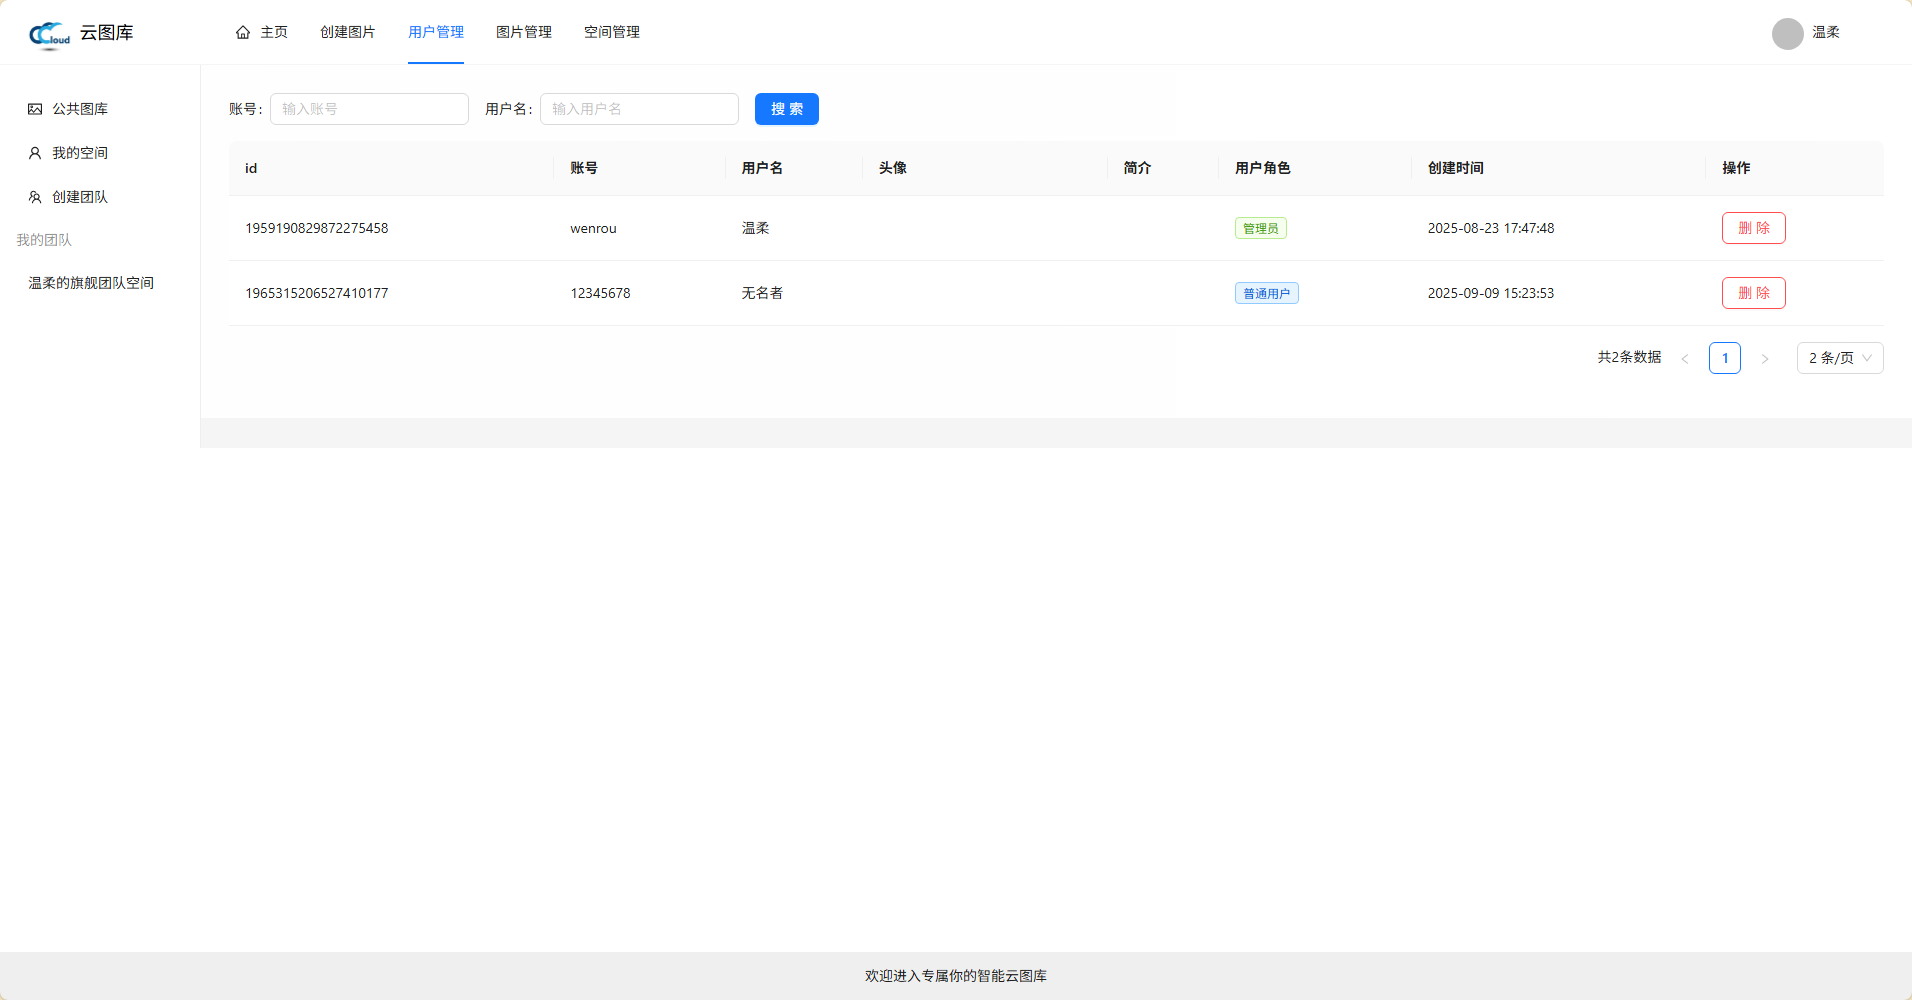 CCloud 云图库 主页 创建图片 用户管理 图片管理 空间管理 温柔
公共图库
我的空间
创建团队
我的团队
温柔的旗舰团队空间
账号: 输入账号 用户名: 输入用户名 搜 索
id 账号 用户名 头像 简介 用户角色 创建时间 操作
1959190829872275458 wenrou 温柔 管理员 2025-08-23 17:47:48 删 除
1965315206527410177 12345678 无名者 普通用户 2025-09-09 15:23:53 删 除
共2条数据 < 1 > 2 条/页
欢迎进入专属你的智能云图库